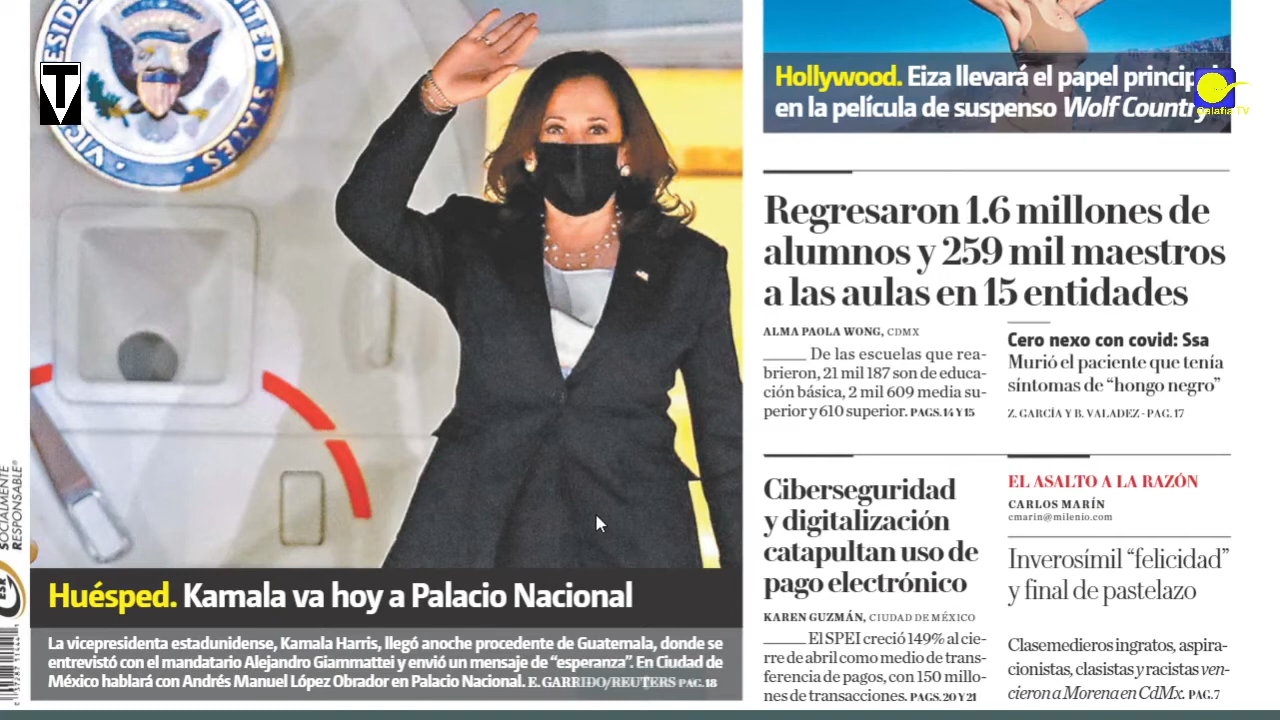 VICE
PRESIDENT
UNITED
STATES
T
V
Huésped. Kamala va hoy a Palacio Nacional
La vicepresidenta estadunidense, Kamala Harris, llegó anoche procedente de Guatemala, donde se
entrevistó con el mandatario Alejandro Giammattei y envió un mensaje de “esperanza”. En Ciudad de
México hablará con Andrés Manuel López Obrador en Palacio Nacional. E. GARRIDO/REUTERS PAG. 18
SOCIALMENTE
RESPONSABLE®
ESR
Hollywood. Eiza llevará el papel principal
en la película de suspenso Wolf Country
Calafia TV
Regresaron 1.6 millones de
alumnos y 259 mil maestros
a las aulas en 15 entidades
ALMA PAOLA WONG, CDMX
De las escuelas que rea-
brieron, 21 mil 187 son de educa-
ción básica, 2 mil 609 media su-
perior y 610 superior. PAGS. 14 Y 15
Cero nexo con covid: Ssa
Murió el paciente que tenía
síntomas de “hongo negro”
Z. GARCÍA Y B. VALADEZ - PAG. 17
Ciberseguridad
y digitalización
catapultan uso de
pago electrónico
KAREN GUZMÁN, CIUDAD DE MÉXICO
El SPEI creció 149% al cie-
rre de abril como medio de trans-
ferencia de pagos, con 150 millo-
nes de transacciones. PAGS. 20 Y 21
EL ASALTO A LA RAZÓN
CARLOS MARÍN
cmarin@milenio.com
Inverosímil “felicidad”
y final de pastelazo
Clasemedieros ingratos, aspira-
cionistas, clasistas y racistas ven-
cieron a Morena en CdMx. PAG. 7